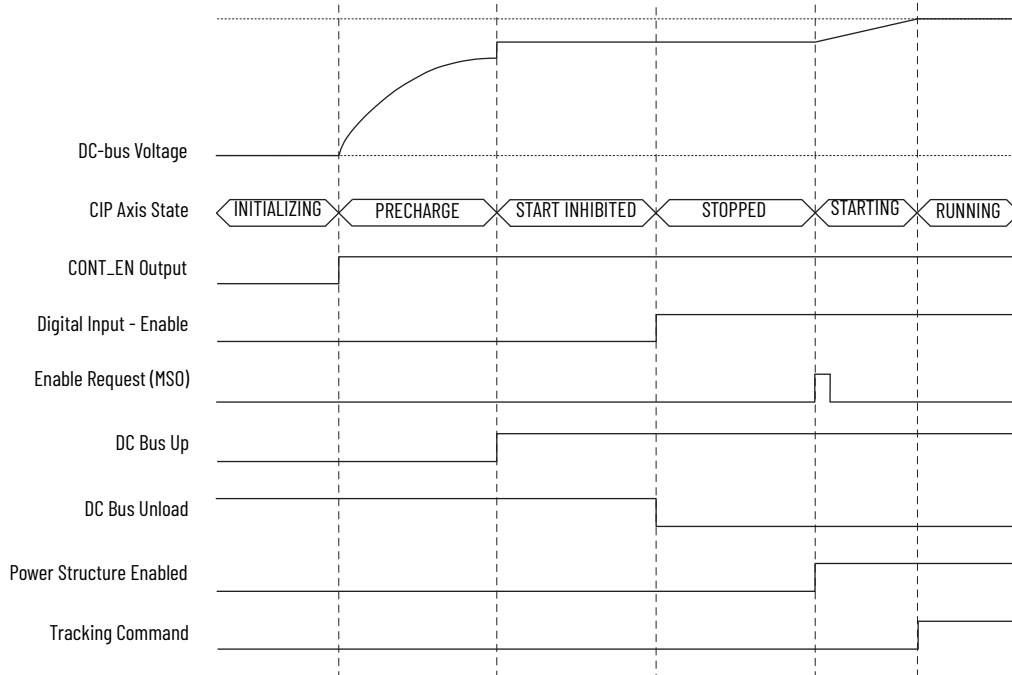 DC-bus Voltage
CIP Axis State
INITIALIZING
PRECHARGE
START INHIBITED
STOPPED
STARTING
RUNNING
CONT_EN Output
Digital Input - Enable
Enable Request (MSO)
DC Bus Up
DC Bus Unload
Power Structure Enabled
Tracking Command